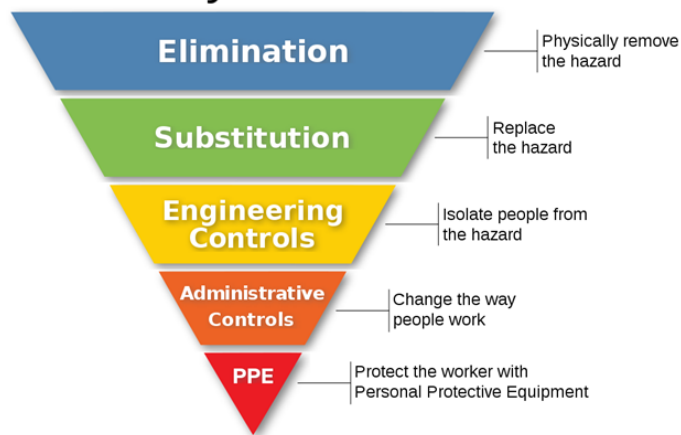 Elimination
Physically remove
the hazard
Substitution
Replace
the hazard
Engineering
Controls
Isolate people from
the hazard
Administrative
Controls
Change the way
people work
PPE
Protect the worker with
Personal Protective Equipment